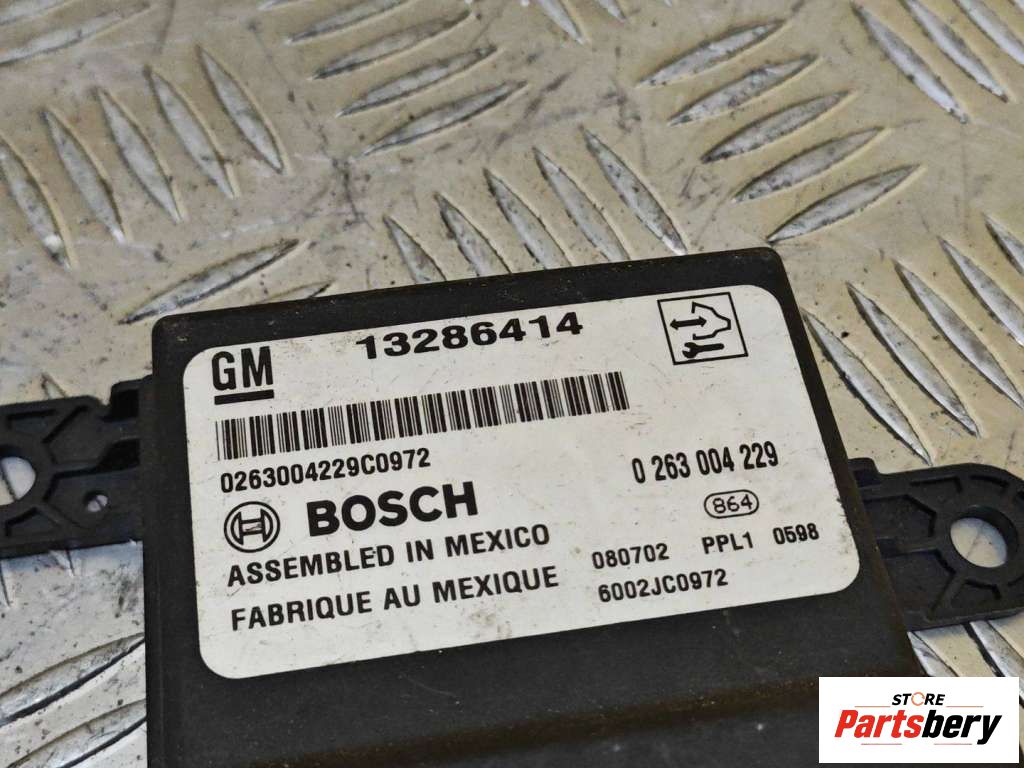 GM 13286414
0263004229C0972
BOSCH 0 263 004 229
864
ASSEMBLED IN MEXICO 080702 PPL1 0598
FABRIQUE AU MEXIQUE 6002JC0972
STORE
Partsbery